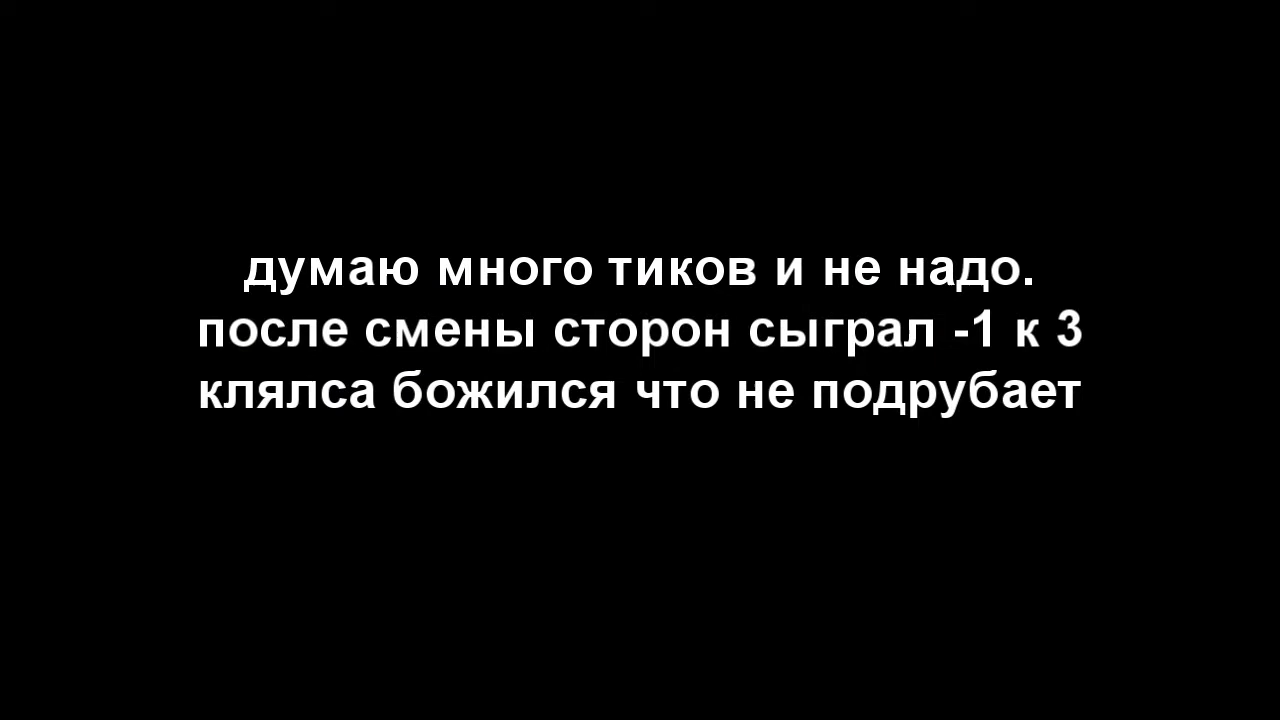 думаю много тиков и не надо.
после смены сторон сыграл -1 к 3
клялса божился что не подрубает